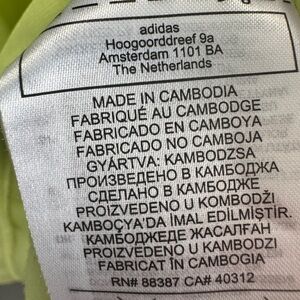 adidas
Hoogoorddreef 9a
Amsterdam 1101 BA
The Netherlands
MADE IN CAMBODIA
FABRIQUÉ AU CAMBODGE
FABRICADO EN CAMBOYA
FABRICADO NO CAMBOJA
GYÁRTVA: KAMBODZSA
ПРОИЗВЕДЕНО В КАМБОДЖА
СДЕЛАНО В КАМБОДЖЕ
PROIZVEDENO U KOMBODŽI
KAMBOÇYA'DA İMAL EDİLMİŞTİR.
КАМБОДЖЕДЕ ЖАСАЛҒАН
PROIZVEDENO U KAMBODZI
FABRICAT ÎN CAMBOGIA
RN# 88387 CA# 40312